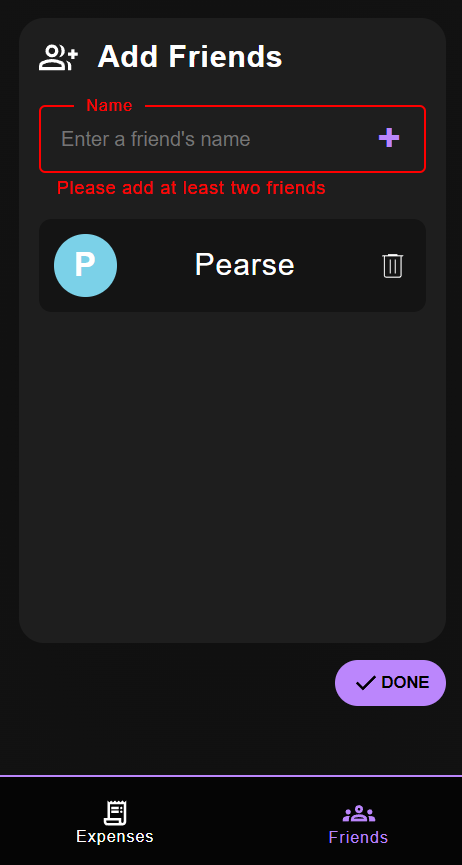 Add Friends
Name
Enter a friend's name
Please add at least two friends
P
Pearse
DONE
Expenses
Friends